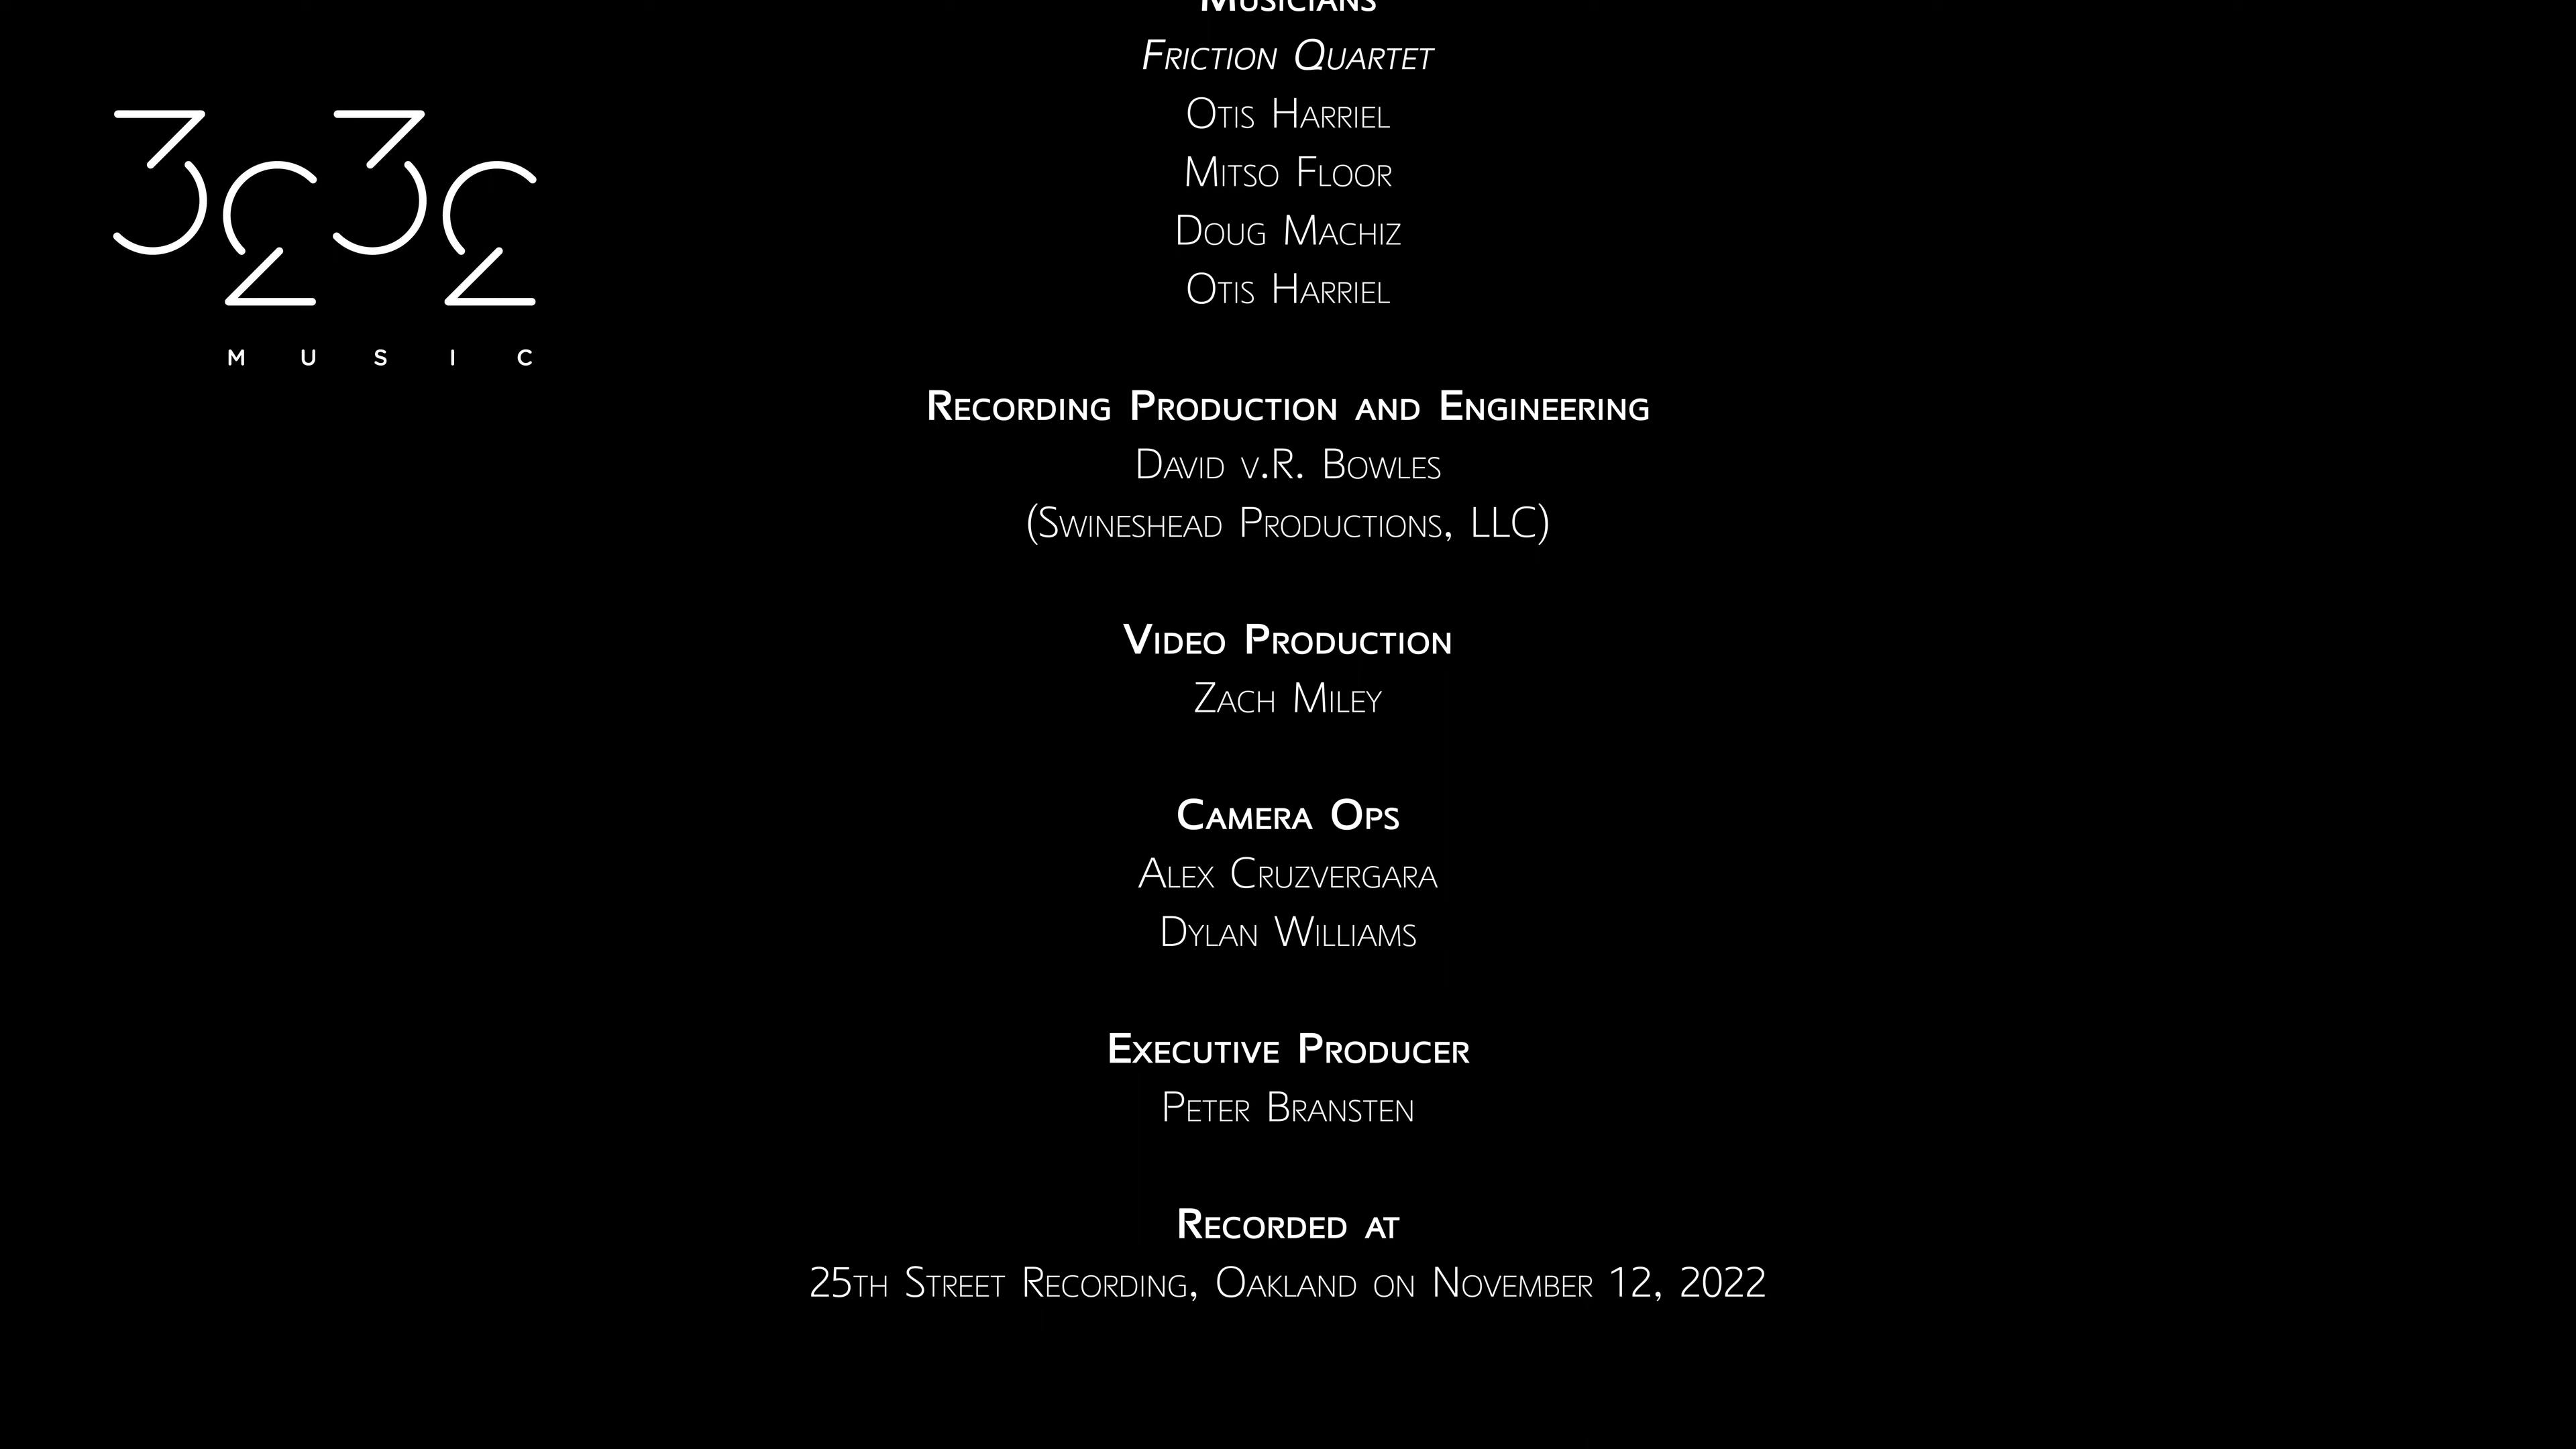 Musicians
Friction Quartet
Otis Harriel
Mitso Floor
Doug Machiz
Otis Harriel
3232
MUSIC
Recording Production and Engineering
David v.R. Bowles
(Swineshead Productions, LLC)
Video Production
Zach Miley
Camera Ops
Alex Cruzvergara
Dylan Williams
Executive Producer
Peter Bransten
Recorded at
25th Street Recording, Oakland on November 12, 2022